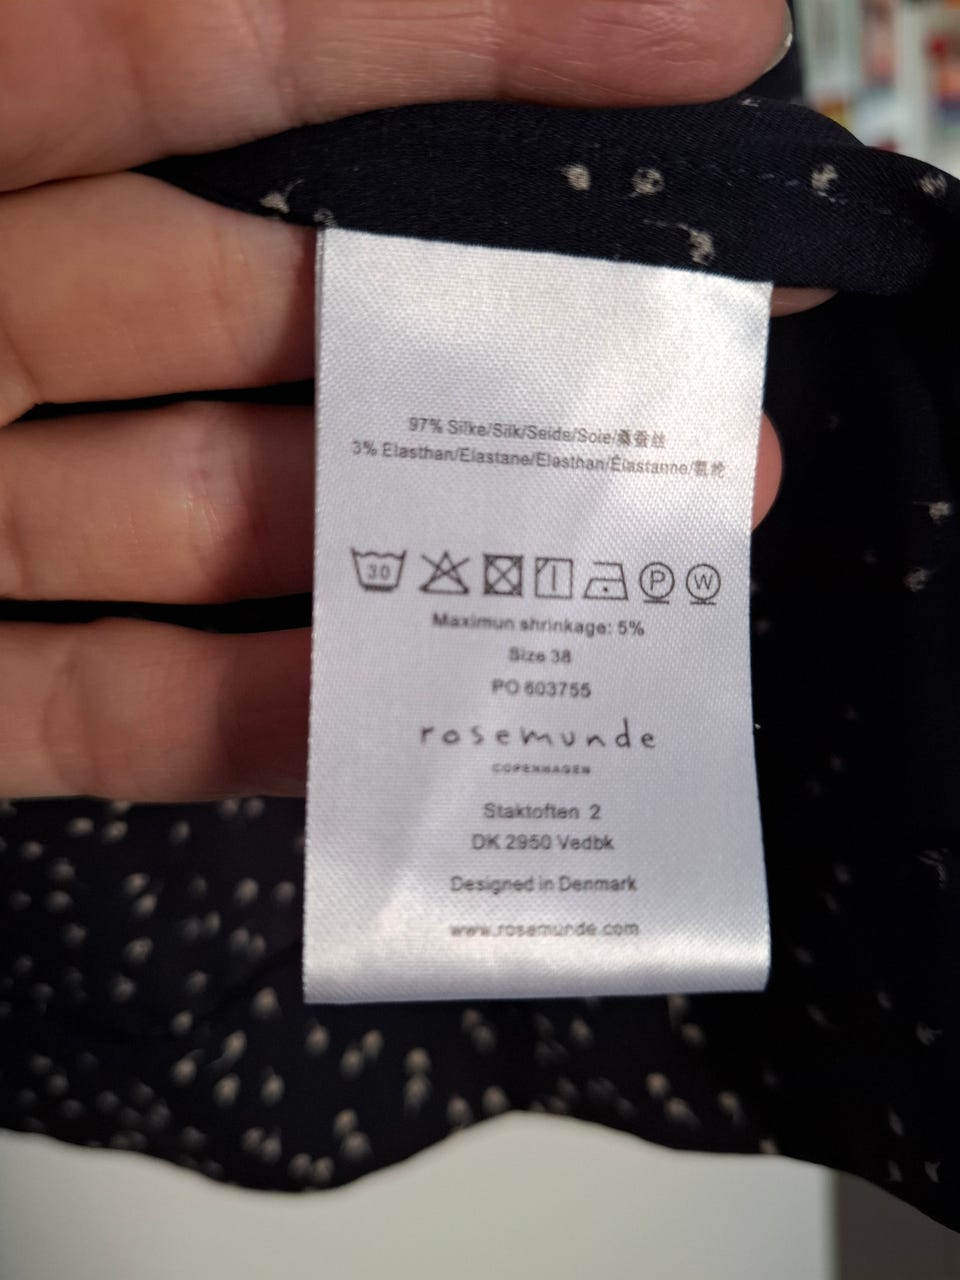 97% Silke/Silk/Seide/Soie/桑蚕丝
3% Elasthan/Elastane/Elasthan/Élastanne/氨纶
30 P W
Maximun shrinkage: 5%
Size 38
PO 603755
rosemunde
COPENHAGEN
Staktoften 2
DK 2950 Vedbk
Designed in Denmark
www.rosemunde.com